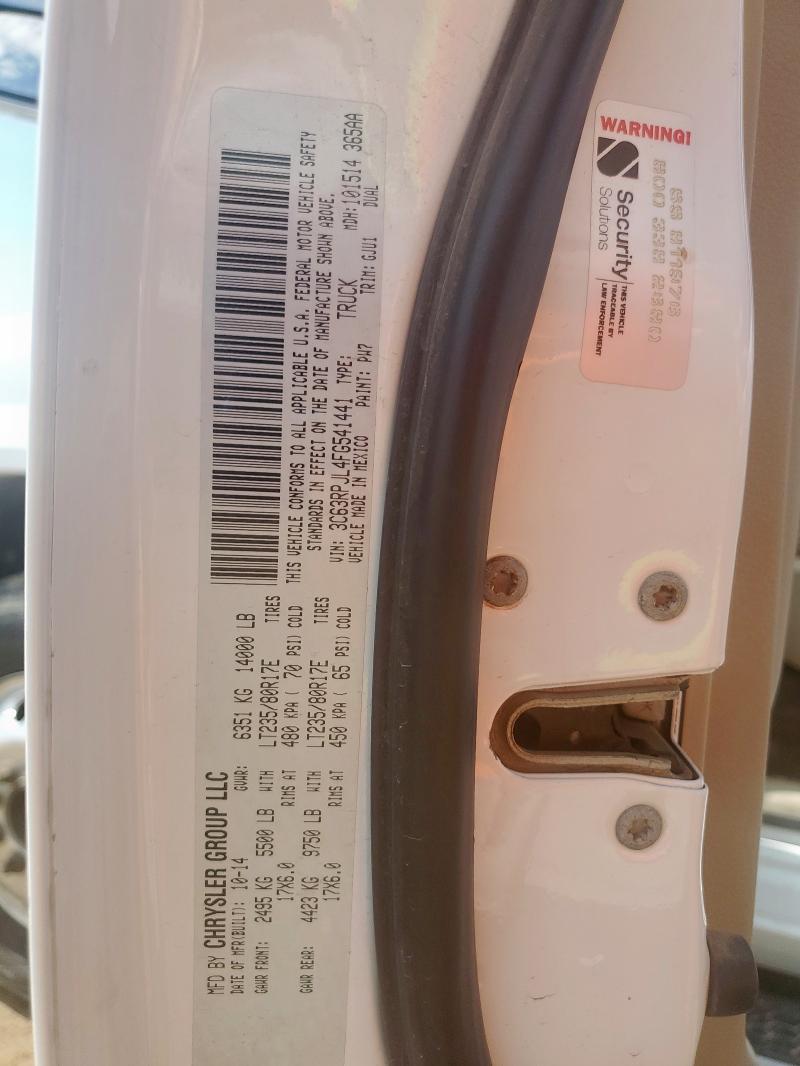 MFD BY CHRYSLER GROUP LLC
DATE OF MFR(BUILT): 10-14 GVWR: 6351 KG 14000 LB
GAWR FRONT: 2495 KG 5500 LB WITH LT235/80R17E TIRES
17X6.0 RIMS AT 480 KPA ( 70 PSI) COLD
GAWR REAR: 4423 KG 9750 LB WITH LT235/80R17E TIRES
17X6.0 RIMS AT 450 KPA ( 65 PSI) COLD
THIS VEHICLE CONFORMS TO ALL APPLICABLE U.S.A. FEDERAL MOTOR VEHICLE SAFETY
STANDARDS IN EFFECT ON THE DATE OF MANUFACTURE SHOWN ABOVE.
VIN: 3C63RPJL4FG541441 TYPE: TRUCK MDH:101514 365AA
VEHICLE MADE IN MEXICO PAINT: PW7 TRIM: GJU1 DUAL
WARNING!
Security
Solutions
THIS VEHICLE
TRACEABLE BY
LAW ENFORCEMENT